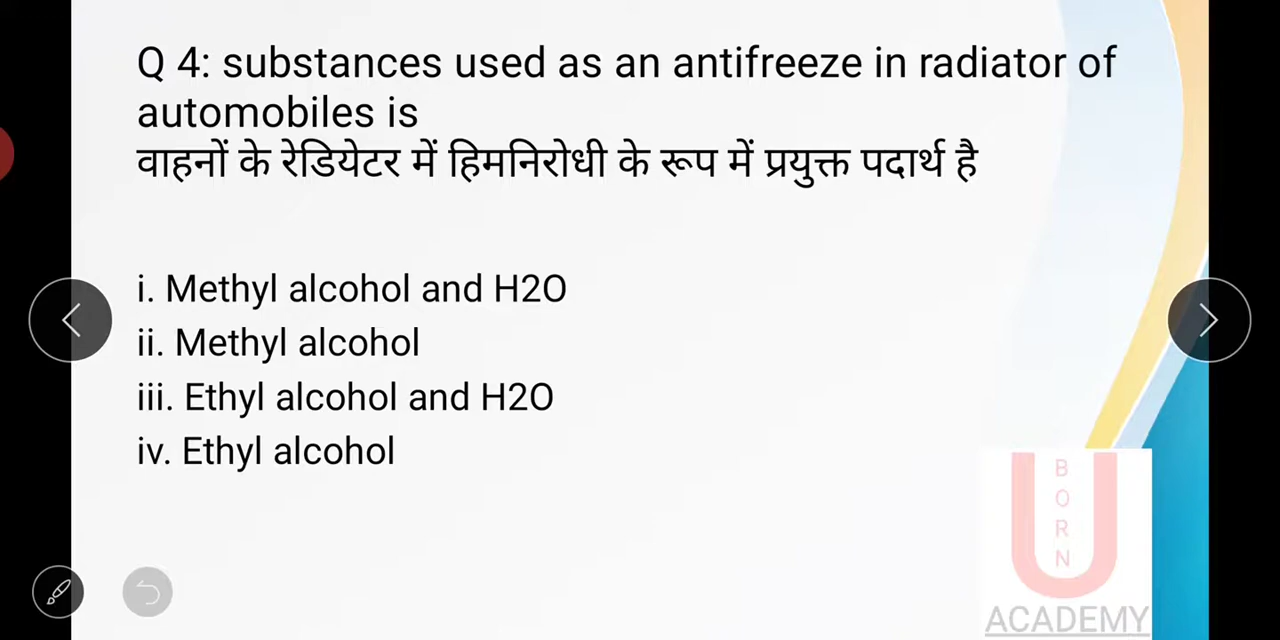 Q 4: substances used as an antifreeze in radiator of
automobiles is
वाहनों के रेडियेटर में हिमनिरोधी के रूप में प्रयुक्त पदार्थ है
i. Methyl alcohol and H2O
ii. Methyl alcohol
iii. Ethyl alcohol and H2O
iv. Ethyl alcohol
B
O
R
N
U
ACADEMY